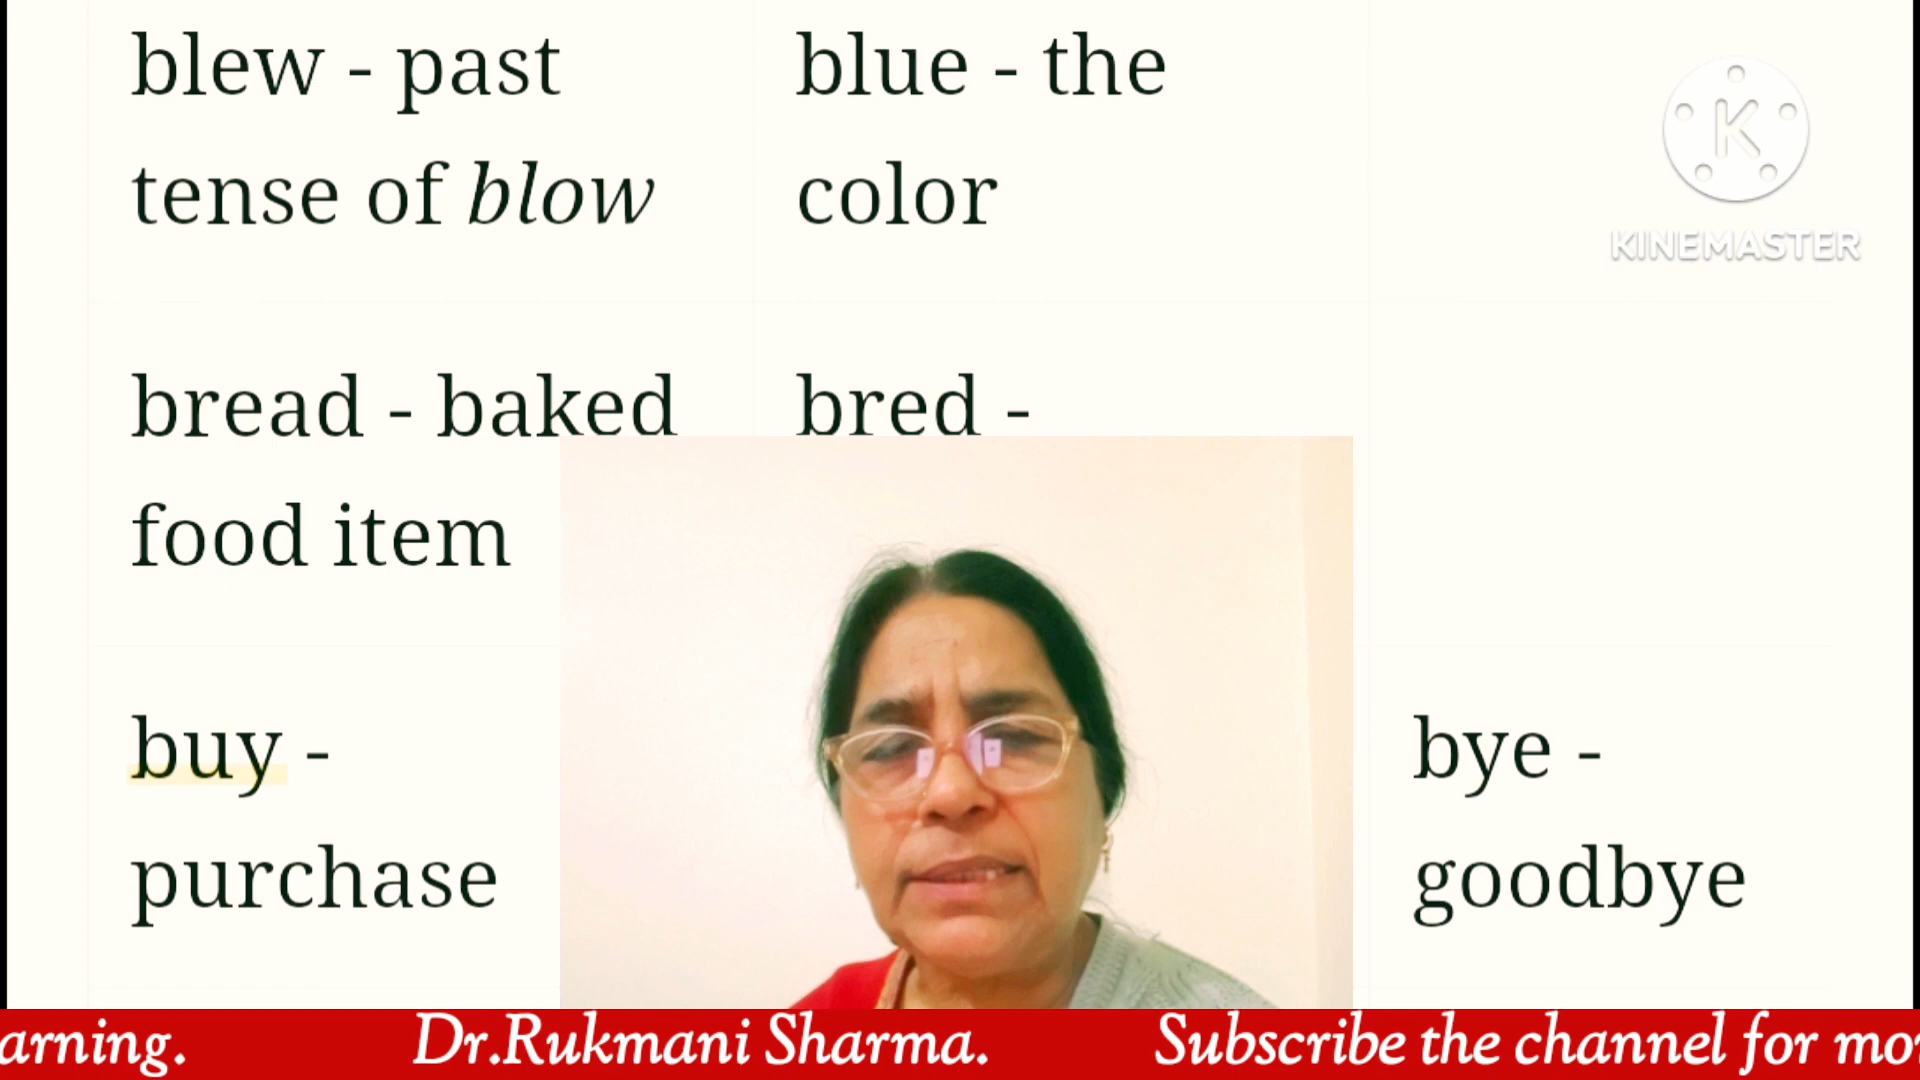 blew - past
tense of blow
blue - the
color
K
KINEMASTER
bread - baked
food item
bred -
buy -
purchase
bye -
goodbye
arning. Dr.Rukmani Sharma. Subscribe the channel for mo